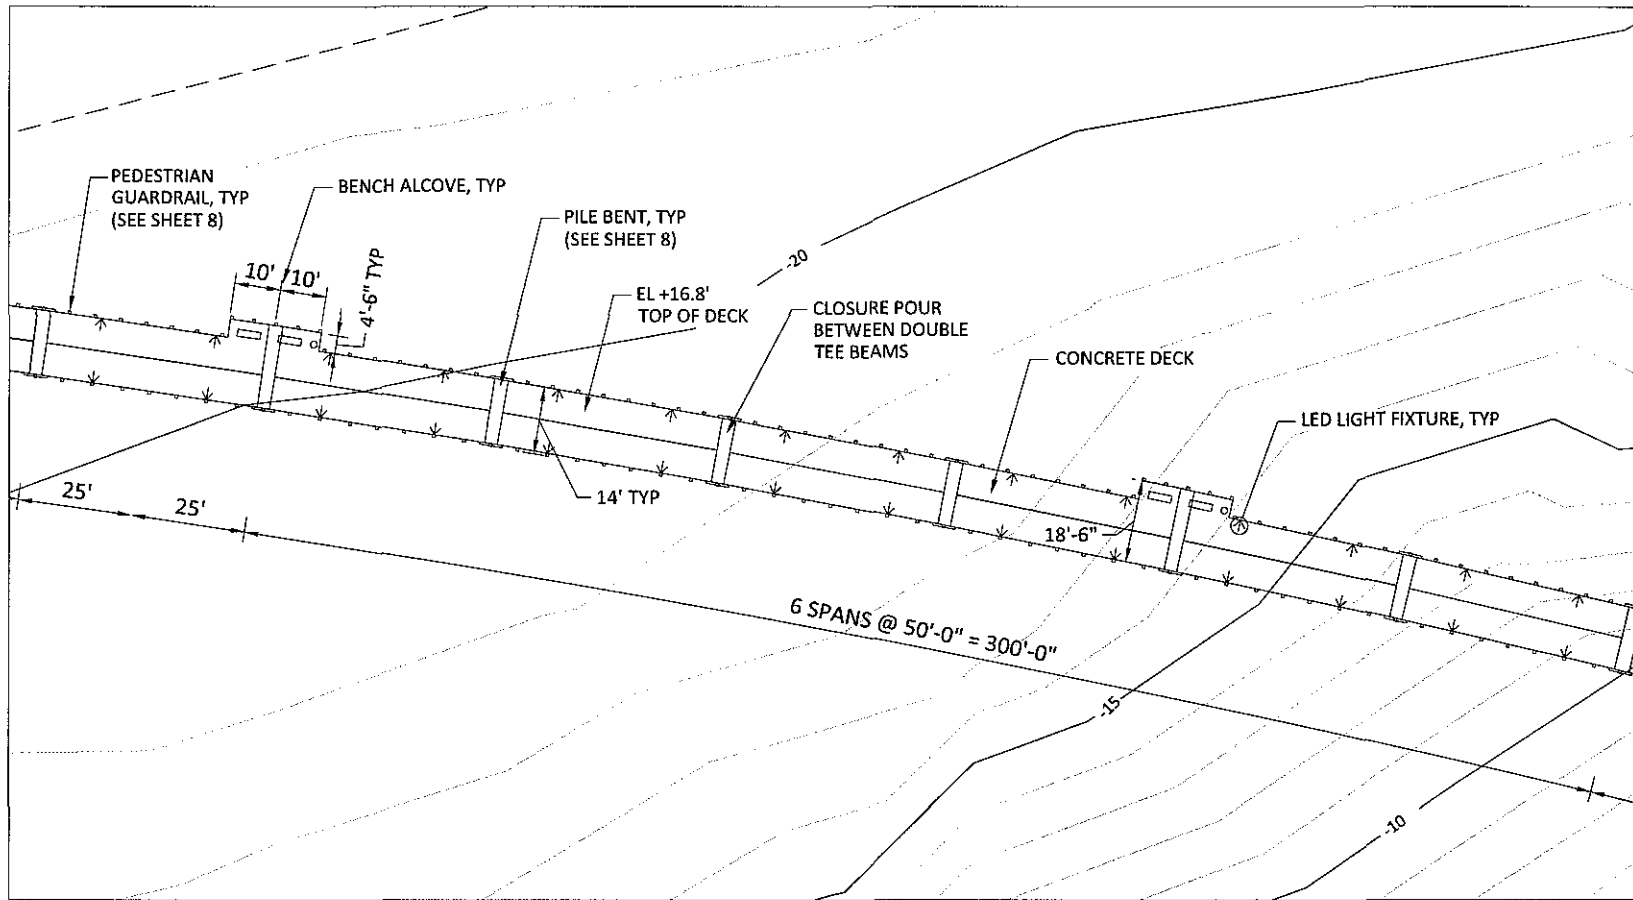 PEDESTRIAN
GUARDRAIL, TYP
(SEE SHEET 8)
BENCH ALCOVE, TYP
PILE BENT, TYP
(SEE SHEET 8)
10'
10'
4'-6" TYP
EL +16.8'
TOP OF DECK
-20
CLOSURE POUR
BETWEEN DOUBLE
TEE BEAMS
CONCRETE DECK
LED LIGHT FIXTURE, TYP
25'
25'
14' TYP
18'-6"
6 SPANS @ 50'-0" = 300'-0"
-15
-10